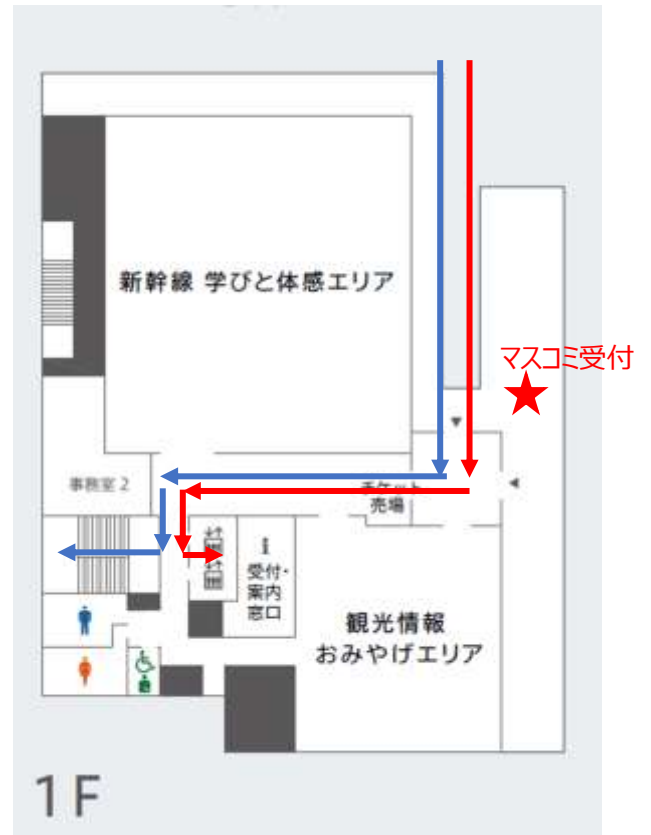 新幹線 学びと体感エリア
マスコミ受付
事務室 2
チケット
売場
受付・
案内
窓口
観光情報
おみやげエリア
1F